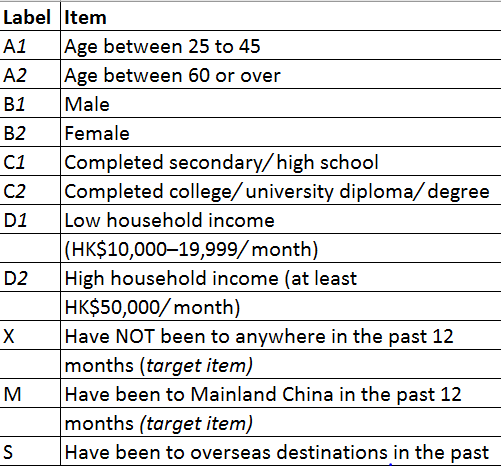 Label Item
A1 Age between 25 to 45
A2 Age between 60 or over
B1 Male
B2 Female
C1 Completed secondary/high school
C2 Completed college/university diploma/degree
D1 Low household income
(HK$10,000–19,999/month)
D2 High household income (at least
HK$50,000/month)
X Have NOT been to anywhere in the past 12
months (target item)
M Have been to Mainland China in the past 12
months (target item)
S Have been to overseas destinations in the past